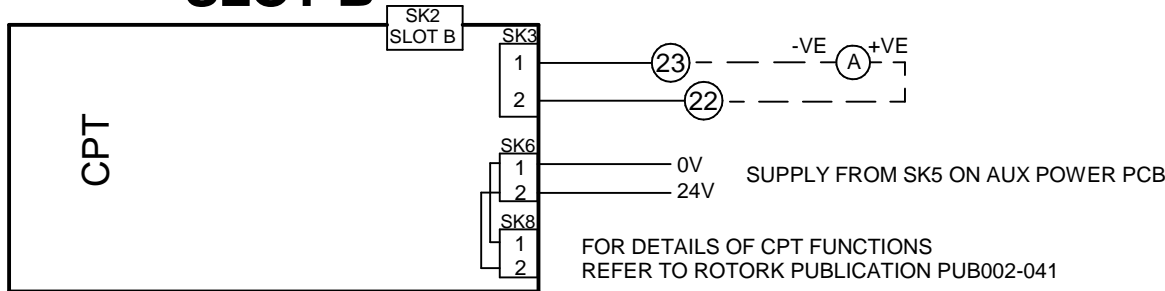 SLOT B
SK2
SLOT B
SK3
1
2
23
22
-VE
A
+VE
CPT
SK6
1
2
0V
24V
SUPPLY FROM SK5 ON AUX POWER PCB
SK8
1
2
FOR DETAILS OF CPT FUNCTIONS
REFER TO ROTORK PUBLICATION PUB002-041